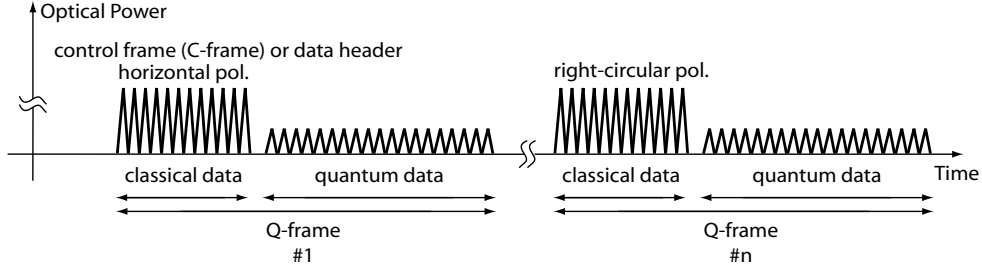 Optical Power
control frame (C-frame) or data header
horizontal pol.
right-circular pol.
classical data
quantum data
classical data
quantum data
Time
Q-frame
#1
Q-frame
#n